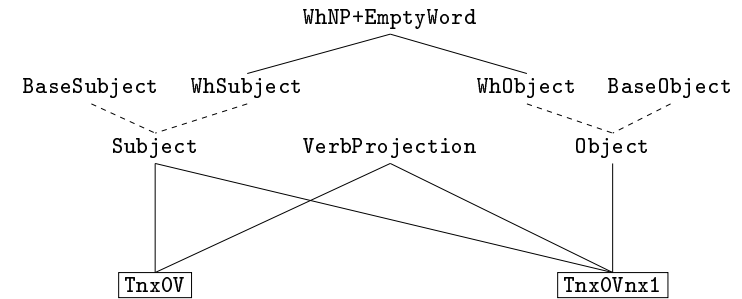 WhNP+EmptyWord
BaseSubject WhSubject WhObject BaseObject
Subject VerbProjection Object
Tnx0V Tnx0Vnx1